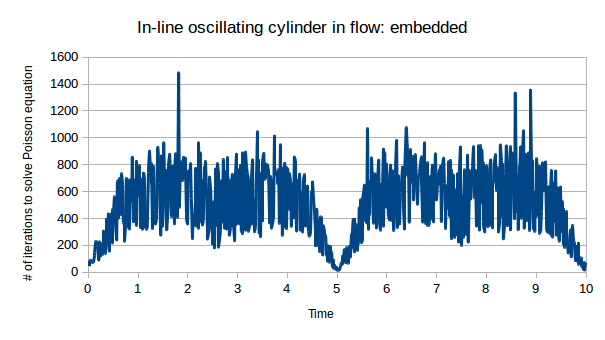 In-line oscillating cylinder in flow: embedded
# of iterations to solve Poisson equation
1600
1400
1200
1000
800
600
400
200
0
0 1 2 3 4 5 6 7 8 9 10
Time